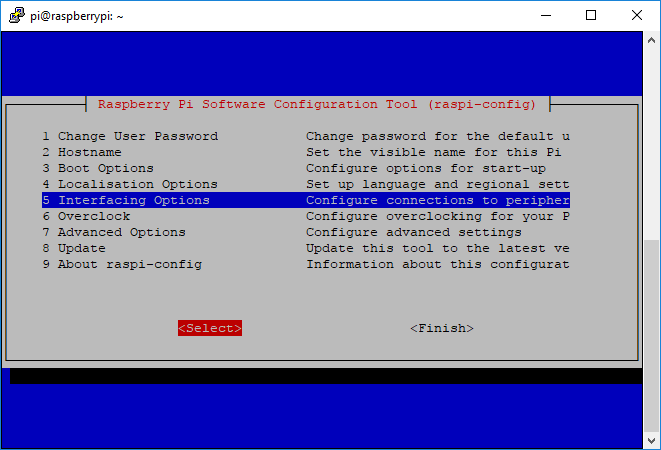 pi@raspberrypi: ~
Raspberry Pi Software Configuration Tool (raspi-config)
1 Change User Password Change password for the default u
2 Hostname Set the visible name for this Pi
3 Boot Options Configure options for start-up
4 Localisation Options Set up language and regional sett
5 Interfacing Options Configure connections to peripher
6 Overclock Configure overclocking for your P
7 Advanced Options Configure advanced settings
8 Update Update this tool to the latest ve
9 About raspi-config Information about this configurat
<Select> <Finish>